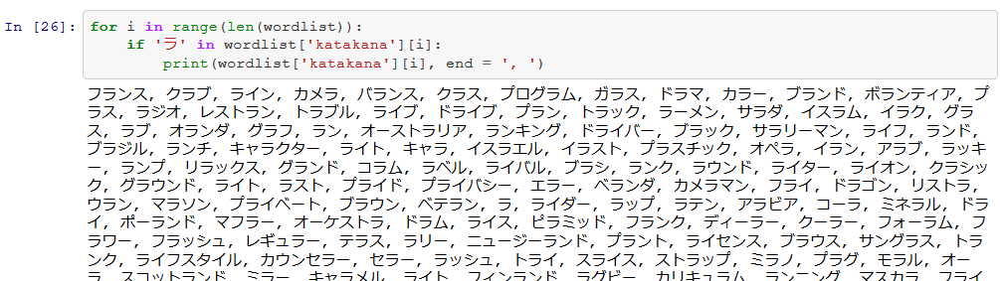 In [26]: for i in range(len(wordlist)):
if 'ラ' in wordlist['katakana'][i]:
print(wordlist['katakana'][i], end = ', ')
フランス, クラブ, ライン, カメラ, バランス, クラス, プログラム, ガラス, ドラマ, カラー, ブランド, ボランティア, プ
ラス, ラジオ, レストラン, トラブル, ライブ, ドライブ, プラン, トラック, ラーメン, サラダ, イスラム, イラク, グラ
ス, ラブ, オランダ, グラフ, ラン, オーストラリア, ランキング, ドライバー, ブラック, サラリーマン, ライフ, ランド,
ブラジル, ランチ, キャラクター, ライト, キャラ, イスラエル, イラスト, プラスチック, オペラ, イラン, アラブ, ラッキ
ー, ランプ, リラックス, グランド, コラム, ラベル, ライバル, ブラシ, ランク, ラウンド, ライター, ライオン, クラシッ
ク, グラウンド, ライト, ラスト, プライド, プライバシー, エラー, ベランダ, カメラマン, フライ, ドラゴン, リストラ,
ウラン, マラソン, プライベート, ブラウン, ベテラン, ラ, ライダー, ラップ, ラテン, アラビア, コーラ, ミネラル, ドラ
イ, ポーランド, マフラー, オーケストラ, ドラム, ライス, ピラミッド, フランク, ディーラー, クーラー, フォーラム, フ
ラワー, フラッシュ, レギュラー, テラス, ラリー, ニュージーランド, プラント, ライセンス, ブラウス, サングラス, トラ
ンク, ライフスタイル, カウンセラー, セラー, ラッシュ, トライ, スライス, ストラップ, ミラノ, プラグ, モラル, オー
ラ, スコットランド, ミラー, キャラメル, ライト, フィンランド, ラグビー, カリキュラム, ランニング, マスカラ, フライ